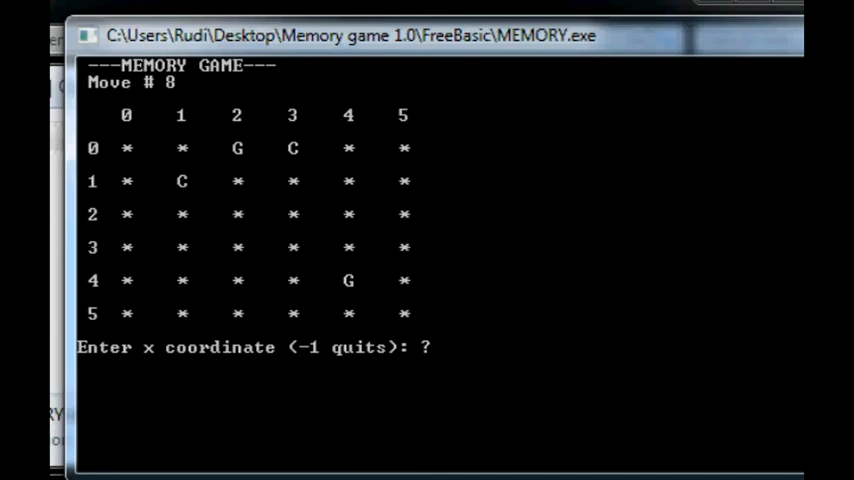 C:\Users\Rudi\Desktop\Memory game 1.0\FreeBasic\MEMORY.exe
---MEMORY GAME---
Move # 8
0 1 2 3 4 5
0 * * G C * *
1 * C * * * *
2 * * * * * *
3 * * * * * *
4 * * * * G *
5 * * * * * *
Enter x coordinate (-1 quits): ?